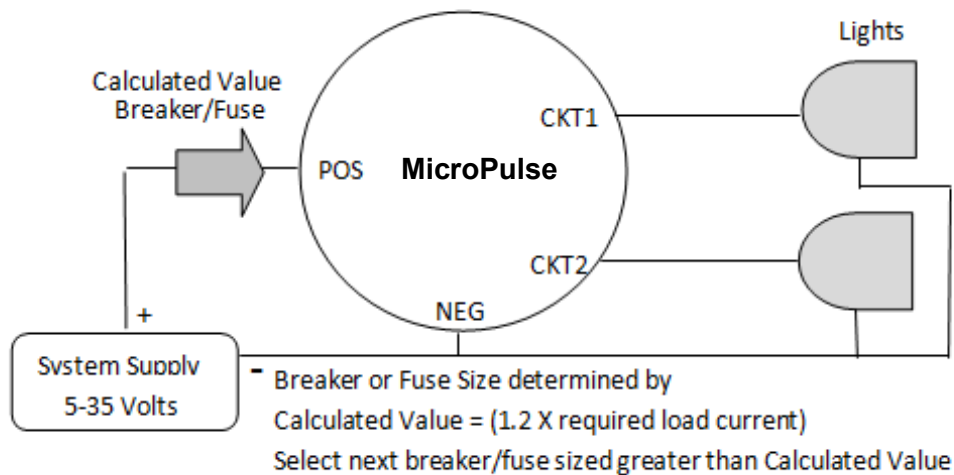 Lights
Calculated Value
Breaker/Fuse
CKT1
POS
MicroPulse
CKT2
NEG
+
System Supply
5-35 Volts
-
Breaker or Fuse Size determined by
Calculated Value = (1.2 X required load current)
Select next breaker/fuse sized greater than Calculated Value